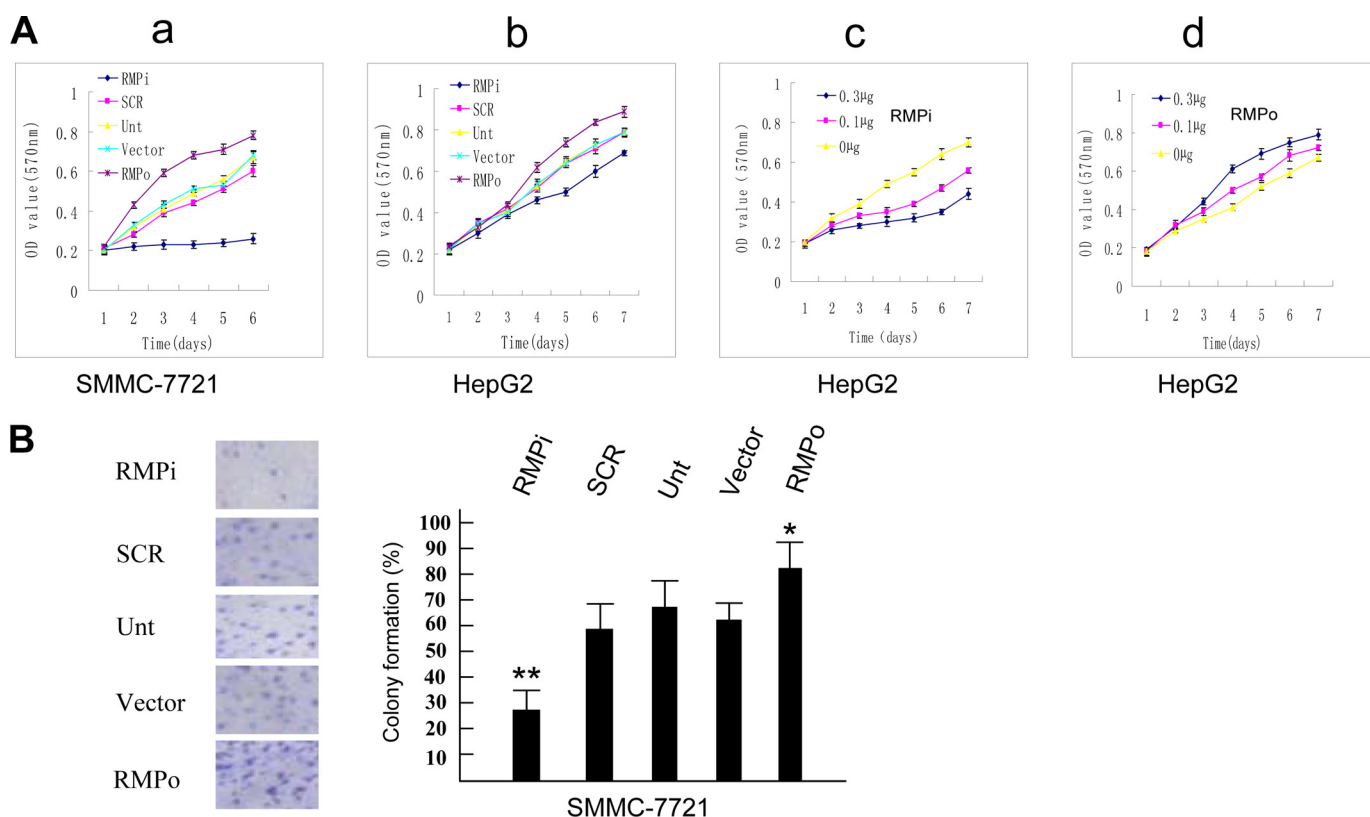 A
a
b
c
d
RMPi
SCR
Unt
Vector
RMPo
OD value(570nm)
1
0.8
0.6
0.4
0.2
0
1 2 3 4 5 6
Time(days)
SMMC-7721
RMPi
SCR
Unt
Vector
RMPo
OD value(570nm)
1
0.8
0.6
0.4
0.2
0
1 2 3 4 5 6 7
Time(days)
HepG2
0.3µg
0.1µg
0µg
RMPi
OD value (570nm)
1
0.8
0.6
0.4
0.2
0
1 2 3 4 5 6 7
Time (days)
HepG2
0.3µg
0.1µg
0µg
RMPo
OD value(570nm)
1
0.8
0.6
0.4
0.2
0
1 2 3 4 5 6 7
Time(days)
HepG2
B
RMPi
SCR
Unt
Vector
RMPo
RMPi
SCR
Unt
Vector
RMPo
Colony formation (%)
100
90
80
70
60
50
40
30
20
10
**
*
SMMC-7721